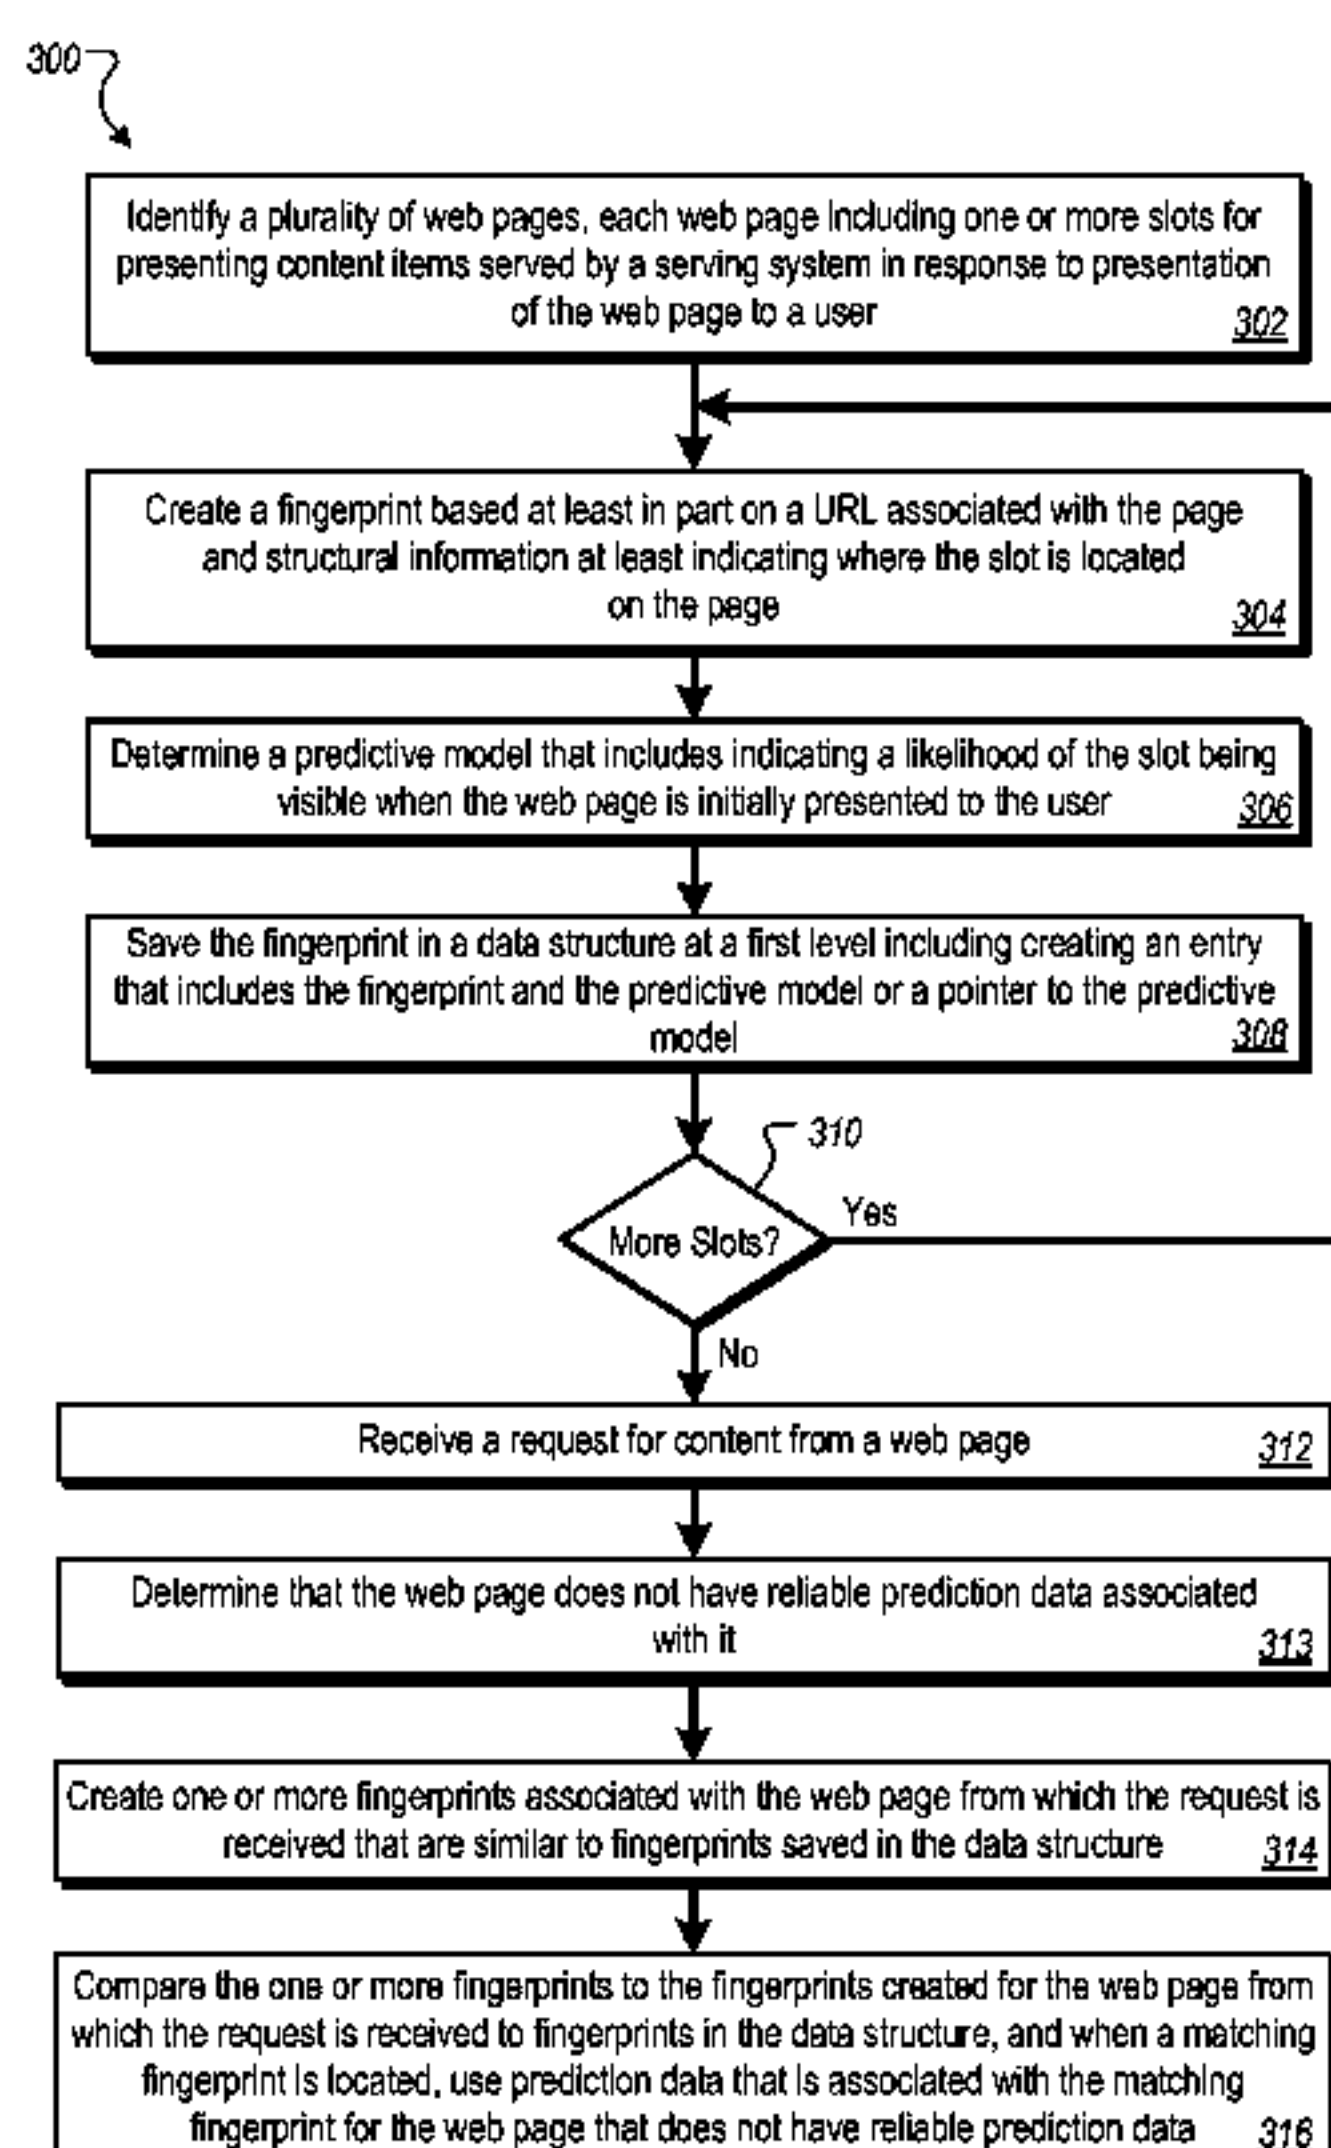 300
Identify a plurality of web pages, each web page including one or more slots for
presenting content items served by a serving system in response to presentation
of the web page to a user
302
Create a fingerprint based at least in part on a URL associated with the page
and structural information at least indicating where the slot is located
on the page
304
Determine a predictive model that includes indicating a likelihood of the slot being
visible when the web page is initially presented to the user
306
Save the fingerprint in a data structure at a first level including creating an entry
that includes the fingerprint and the predictive model or a pointer to the predictive
model
308
310
More Slots?
Yes
No
Receive a request for content from a web page
312
Determine that the web page does not have reliable prediction data associated
with it
313
Create one or more fingerprints associated with the web page from which the request is
received that are similar to fingerprints saved in the data structure
314
Compare the one or more fingerprints to the fingerprints created for the web page from
which the request is received to fingerprints in the data structure, and when a matching
fingerprint is located, use prediction data that is associated with the matching
fingerprint for the web page that does not have reliable prediction data
316